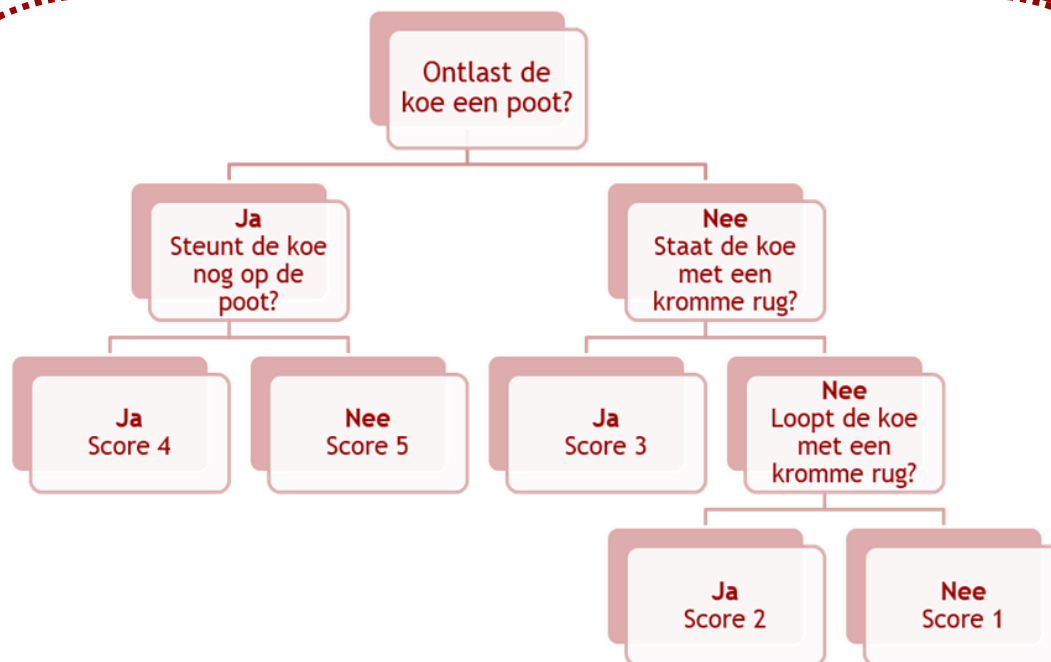 Ontlast de
koe een poot?
Ja
Steunt de koe
nog op de
poot?
Nee
Staat de koe
met een
kromme rug?
Ja
Score 4
Nee
Score 5
Ja
Score 3
Nee
Loopt de koe
met een
kromme rug?
Ja
Score 2
Nee
Score 1